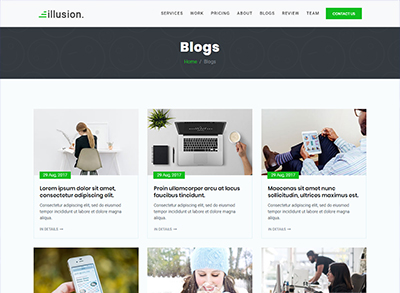 illusion.
SERVICES WORK PRICING ABOUT BLOGS REVIEW TEAM CONTACT US
Blogs
Home / Blogs
29 Aug, 2017
Lorem ipsum dolor sit amet,
consectetur adipiscing elit.
Consectetur adipiscing elit, sed do eiusmod
tempor incididunt ut labore et dolore magna
aliqua.
IN DETAILS →
29 Aug, 2017
Proin ullamcorper arcu at lacus
faucibus tincidunt.
Consectetur adipiscing elit, sed do eiusmod
tempor incididunt ut labore et dolore magna
aliqua.
IN DETAILS →
29 Aug, 2017
Maecenas sit amet nunc
sollicitudin, ultrices maximus est.
Consectetur adipiscing elit, sed do eiusmod
tempor incididunt ut labore et dolore magna
aliqua.
IN DETAILS →